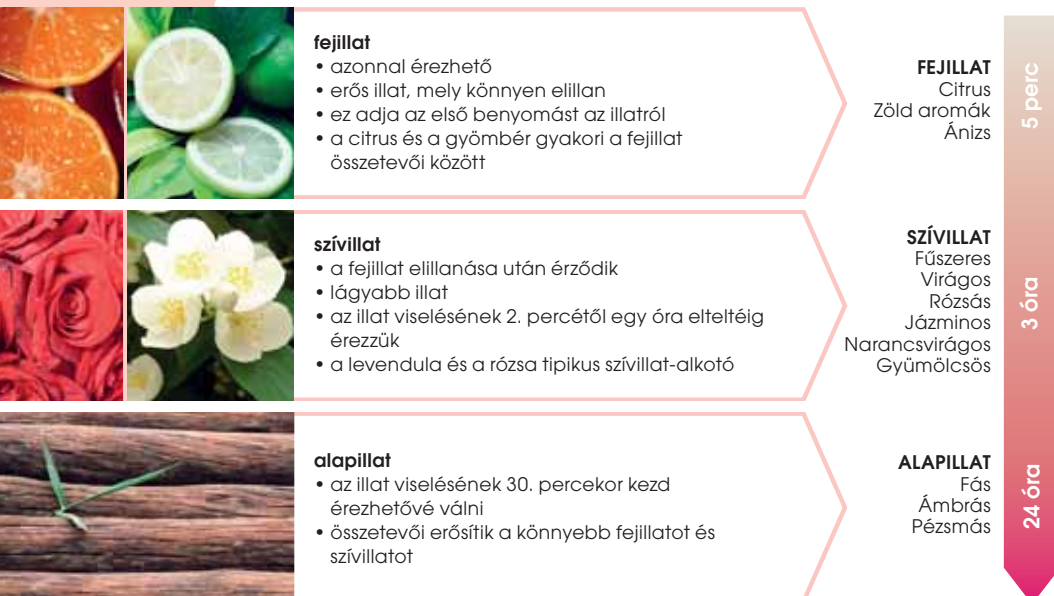 fejillat
• azonnal érezhető
• erős illat, mely könnyen elillan
• ez adja az első benyomást az illatról
• a citrus és a gyömbér gyakori a fejillat
összetevői között
FEJILLAT
Citrus
Zöld aromák
Ánizs
5 perc
szívillat
• a fejillat elillanása után érződik
• lágyabb illat
• az illat viselésének 2. percétől egy óra elteltéig
érezzük
• a levendula és a rózsa tipikus szívillat-alkotó
SZÍVILLAT
Fűszeres
Virágos
Rózsás
Jázminos
Narancsvirágos
Gyümölcsös
3 óra
alapillat
• az illat viselésének 30. percekor kezd
érezhetővé válni
• összetevői erősítik a könnyebb fejillatot és
szívillatot
ALAPILLAT
Fás
Ámbrás
Pézsmás
24 óra